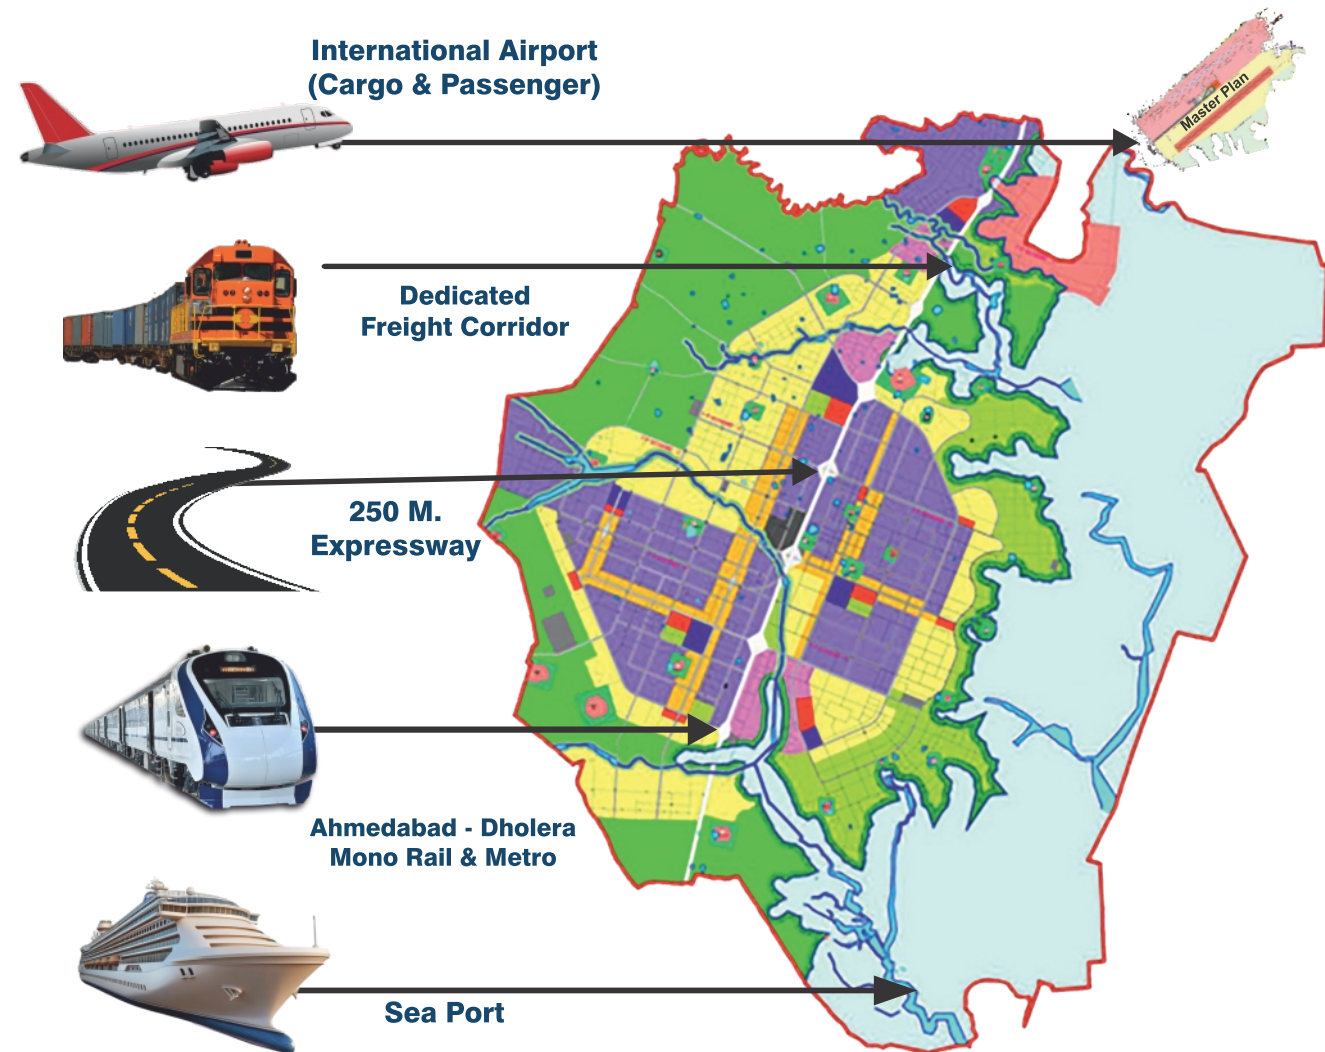 International Airport
(Cargo & Passenger)
Master Plan
Dedicated
Freight Corridor
250 M.
Expressway
Ahmedabad - Dholera
Mono Rail & Metro
Sea Port